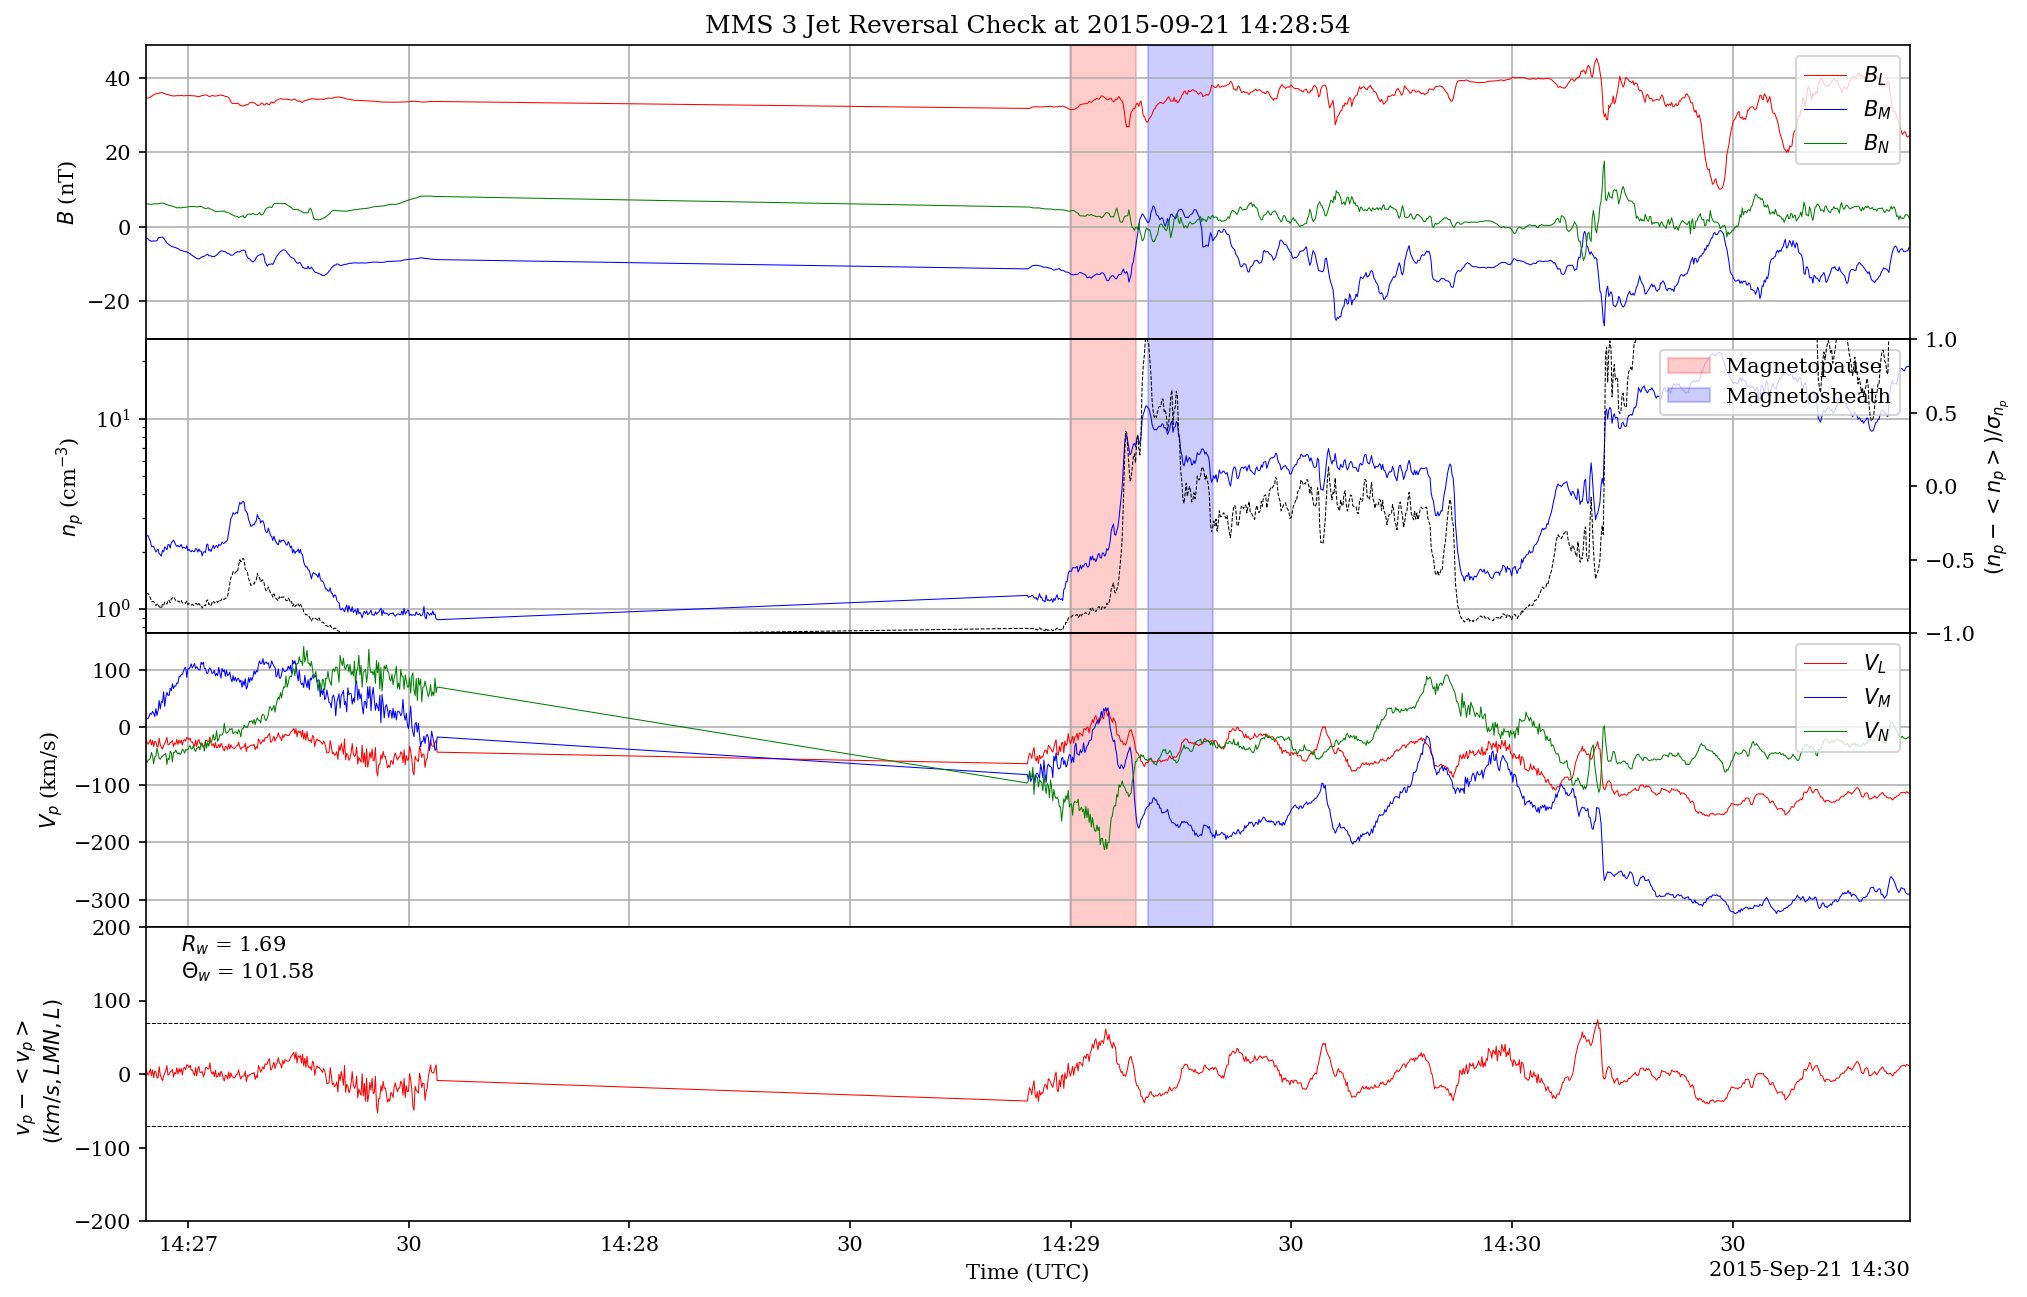 MMS 3 Jet Reversal Check at 2015-09-21 14:28:54
40
20
0
−20
B (nT)
B_L
B_M
B_N
10^1
10^0
n_p (cm^−3)
Magnetopause
Magnetosheath
1.0
0.5
0.0
−0.5
−1.0
(n_p − < n_p >)/σ_{n_p}
100
0
−100
−200
−300
V_p (km/s)
V_L
V_M
V_N
200
100
0
−100
−200
v_p − < v_p >
(km/s, LMN, L)
R_w = 1.69
Θ_w = 101.58
14:27 30 14:28 30 14:29 30 14:30 30
Time (UTC)
2015-Sep-21 14:30